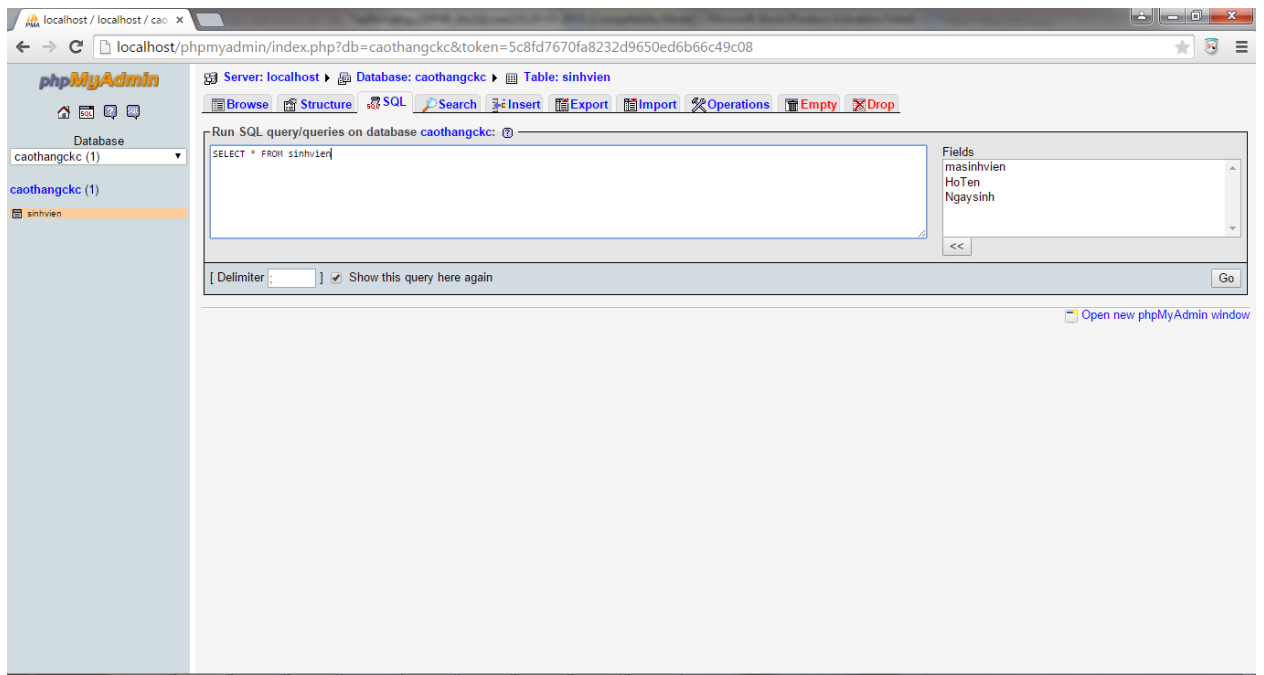 localhost / localhost / cao
localhost/phpmyadmin/index.php?db=caothangckc&token=5c8fd7670fa8232d9650ed6b66c49c08
phpMyAdmin
Database
caothangckc (1)
caothangckc (1)
sinhvien
Server: localhost Database: caothangckc Table: sinhvien
Browse Structure SQL Search Insert Export Import Operations Empty Drop
Run SQL query/queries on database caothangckc:
SELECT * FROM sinhvien
Fields
masinhvien
HoTen
Ngaysinh
<<
[ Delimiter ; ] Show this query here again
Go
Open new phpMyAdmin window